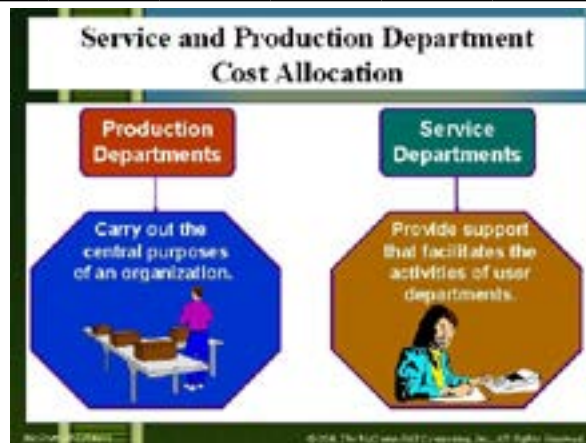 Service and Production Department
Cost Allocation
Production
Departments
Service
Departments
Carry out the
central purposes
of an organization.
Provide support
that facilitates the
activities of user
departments.